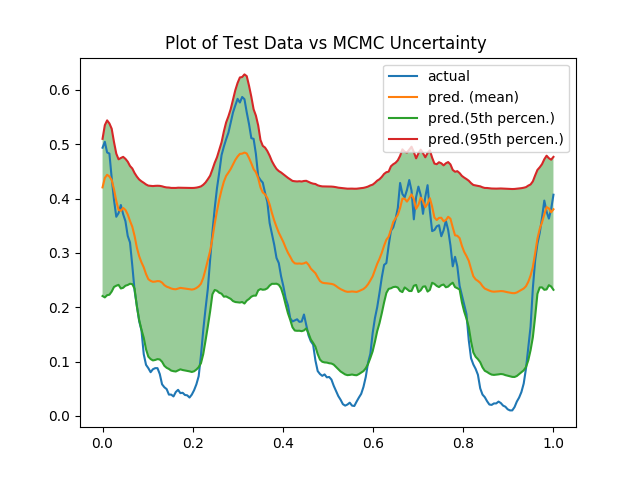 Plot of Test Data vs MCMC Uncertainty
actual
pred. (mean)
pred.(5th percen.)
pred.(95th percen.)
0.6
0.5
0.4
0.3
0.2
0.1
0.0
0.0 0.2 0.4 0.6 0.8 1.0